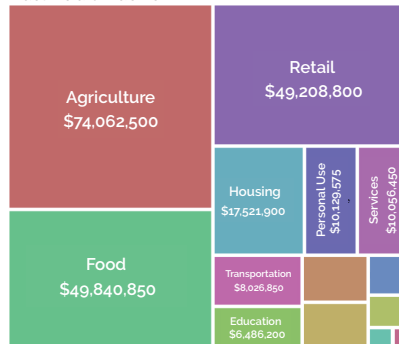 Agriculture
$74,062,500
Retail
$49,208,800
Housing
$17,521,900
Personal Use
$10,129,575
Services
$10,056,450
Food
$49,840,850
Transportation
$8,026,850
Education
$6,486,200